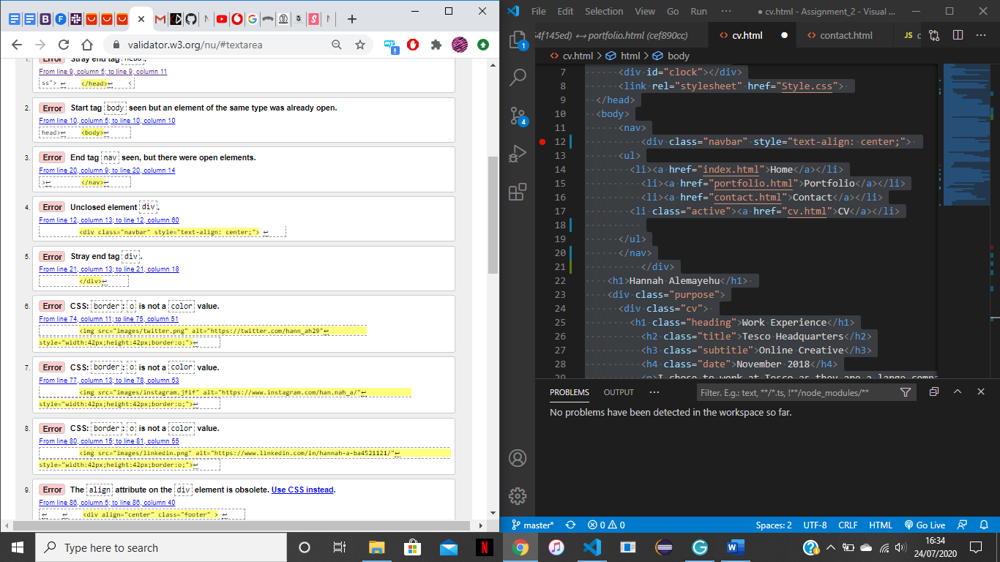 Error
validator.w3.org/nu/#textarea
1. Error Stray end tag head.
From line 9, column 5; to line 9, column 11
ss"> ↩ </head>↩ <
2. Error Start tag body seen but an element of the same type was already open.
From line 10, column 5; to line 10, column 10
head>↩ <body>↩
3. Error End tag nav seen, but there were open elements.
From line 20, column 9; to line 20, column 14
>↩ </nav>↩
4. Error Unclosed element div.
From line 12, column 13; to line 12, column 60
<div class="navbar" style="text-align: center;"> ↩
5. Error Stray end tag div.
From line 21, column 13; to line 21, column 18
</div>↩
6. Error CSS: border: o is not a color value.
From line 74, column 11; to line 75, column 51
<img src="images/twitter.png" alt="https://twitter.com/hann_ah29"↩
style="width:42px;height:42px;border:o;">↩
7. Error CSS: border: o is not a color value.
From line 77, column 13; to line 78, column 53
<img src="images/instagram.jfif" alt="https://www.instagram.com/han.nah_a/"↩
style="width:42px;height:42px;border:o;">↩
8. Error CSS: border: o is not a color value.
From line 80, column 15; to line 81, column 55
<img src="images/linkedin.png" alt="https://www.linkedin.com/in/hannah-a-ba4521121/"↩
style="width:42px;height:42px;border:o;">↩
9. Error The align attribute on the div element is obsolete. Use CSS instead.
From line 86, column 5; to line 86, column 40
↩ ↩ <div align="center" class="footer" > ↩
File Edit Selection View Go Run ··· ● cv.html - Assignment_2 - Visual ...
54f145ed) ↔ portfolio.html (cef890cc) <> cv.html ● <> contact.html JS
<> cv.html > html > body
7 <div id="clock"></div>
8 <link rel="stylesheet" href="Style.css">
9 </head>
10 <body>
11 <nav>
12 <div class="navbar" style="text-align: center;">
13 <ul>
14 <li><a href="index.html">Home</a></li>
15 <li><a href="portfolio.html">Portfolio</a></li>
16 <li><a href="contact.html">Contact</a></li>
17 <li class="active"><a href="cv.html">CV</a></li>
18
19 </ul>
20 </nav>
21 </div>
22 <h1>Hannah Alemayehu</h1>
23 <div class="purpose">
24 <div class="cv">
25 <h1 class="heading">Work Experience</h1>
26 <h2 class="title">Tesco Headquarters</h2>
27 <h3 class="subtitle">Online Creative</h3>
28 <h4 class="date">November 2018</h4>
29 <p>I chose to work at Tesco as they are a large comp
PROBLEMS OUTPUT ··· Filter. E.g.: text, **/*.ts, !**/node_modules/**
No problems have been detected in the workspace so far.
master* 0 0 Spaces: 2 UTF-8 CRLF HTML Go Live
Type here to search
16:34
24/07/2020